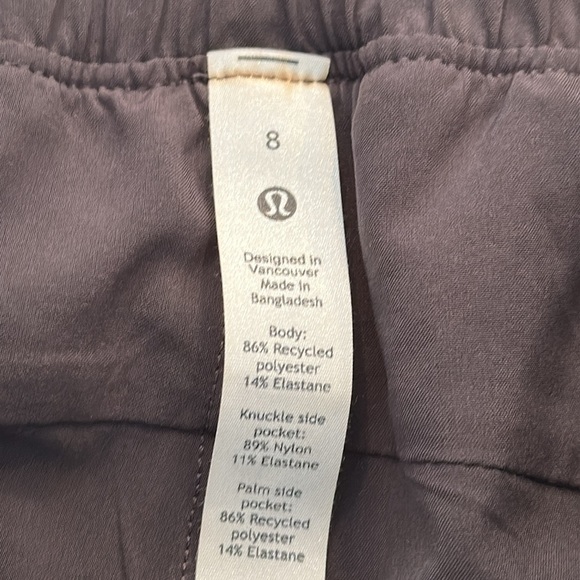 8
Designed in
Vancouver
Made in
Bangladesh
Body:
86% Recycled
polyester
14% Elastane
Knuckle side
pocket:
89% Nylon
11% Elastane
Palm side
pocket:
86% Recycled
polyester
14% Elastane